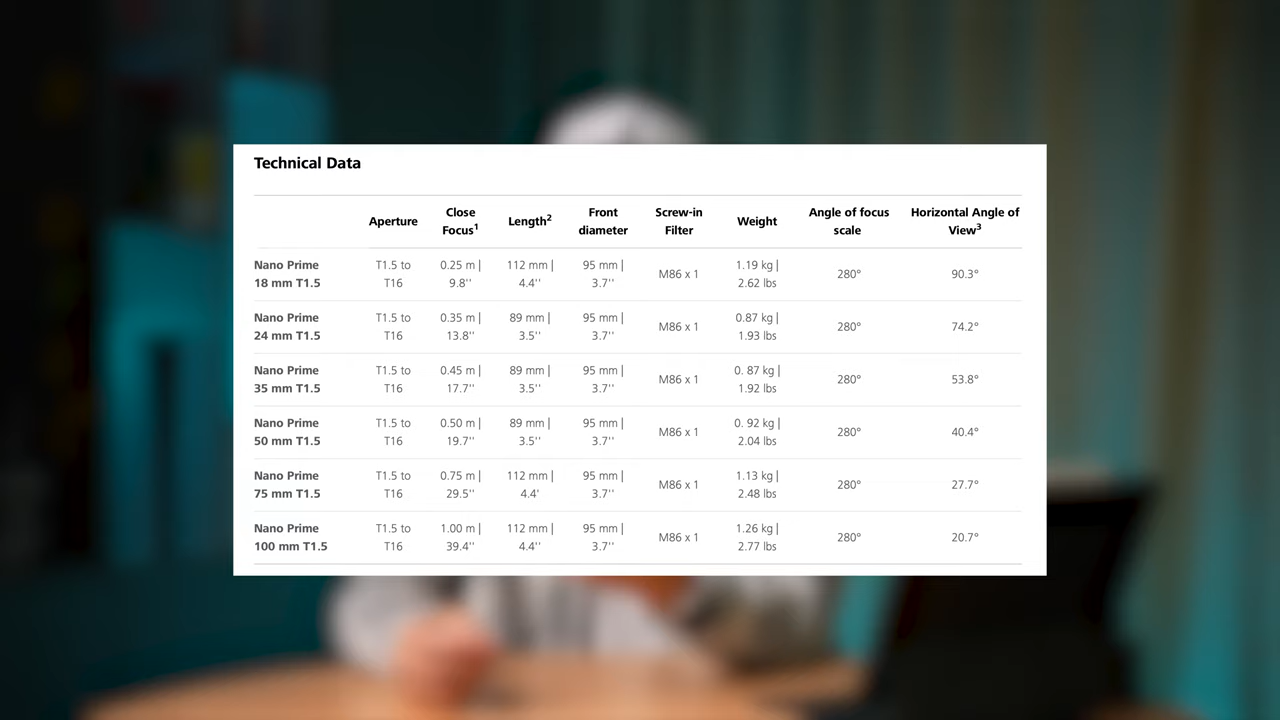 Technical Data
Aperture Close Focus1 Length2 Front diameter Screw-in Filter Weight Angle of focus scale Horizontal Angle of View3
Nano Prime 18 mm T1.5 T1.5 to T16 0.25 m | 9.8'' 112 mm | 4.4'' 95 mm | 3.7'' M86 x 1 1.19 kg | 2.62 lbs 280° 90.3°
Nano Prime 24 mm T1.5 T1.5 to T16 0.35 m | 13.8'' 89 mm | 3.5'' 95 mm | 3.7'' M86 x 1 0.87 kg | 1.93 lbs 280° 74.2°
Nano Prime 35 mm T1.5 T1.5 to T16 0.45 m | 17.7'' 89 mm | 3.5'' 95 mm | 3.7'' M86 x 1 0. 87 kg | 1.92 lbs 280° 53.8°
Nano Prime 50 mm T1.5 T1.5 to T16 0.50 m | 19.7'' 89 mm | 3.5'' 95 mm | 3.7'' M86 x 1 0. 92 kg | 2.04 lbs 280° 40.4°
Nano Prime 75 mm T1.5 T1.5 to T16 0.75 m | 29.5'' 112 mm | 4.4' 95 mm | 3.7'' M86 x 1 1.13 kg | 2.48 lbs 280° 27.7°
Nano Prime 100 mm T1.5 T1.5 to T16 1.00 m | 39.4'' 112 mm | 4.4'' 95 mm | 3.7'' M86 x 1 1.26 kg | 2.77 lbs 280° 20.7°